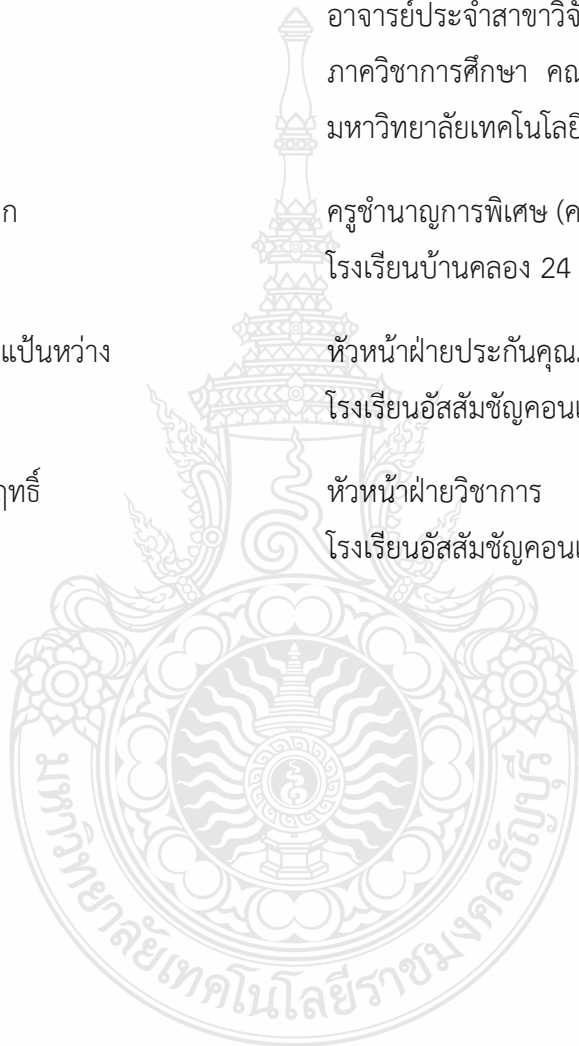 อาจารย์ประจำสาขาวิจั
ภาควิชาการศึกษา คณ
มหาวิทยาลัยเทคโนโลยี
ก ครูชำนาญการพิเศษ (ค
โรงเรียนบ้านคลอง 24
แป้นหว่าง หัวหน้าฝ่ายประกันคุณ
โรงเรียนอัสสัมชัญคอนแ
ฤทธิ์ หัวหน้าฝ่ายวิชาการ
โรงเรียนอัสสัมชัญคอนแ
มหาวิทยาลัยเทคโนโลยีราชมงคลธัญบุรี